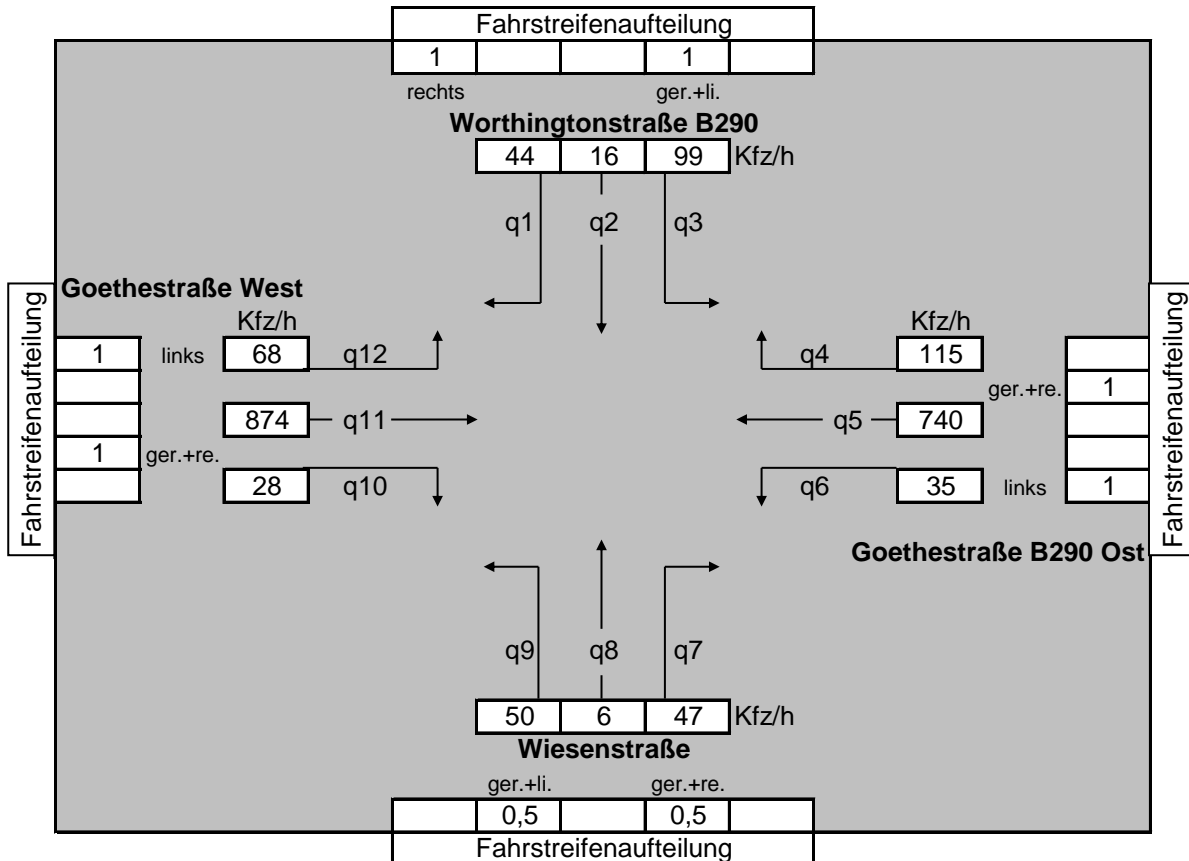 Fahrstreifenaufteilung
1 1
rechts ger.+li.
Worthingtonstraße B290
44 16 99 Kfz/h
q1 q2 q3
Fahrstreifenaufteilung
Goethestraße West
Kfz/h
1 links 68 q12
874 q11
1 ger.+re.
28 q10
Kfz/h
q4 115
ger.+re. 1
q5 740
q6 35 links 1
Goethestraße B290 Ost
Fahrstreifenaufteilung
q9 q8 q7
50 6 47 Kfz/h
Wiesenstraße
ger.+li. ger.+re.
0,5 0,5
Fahrstreifenaufteilung